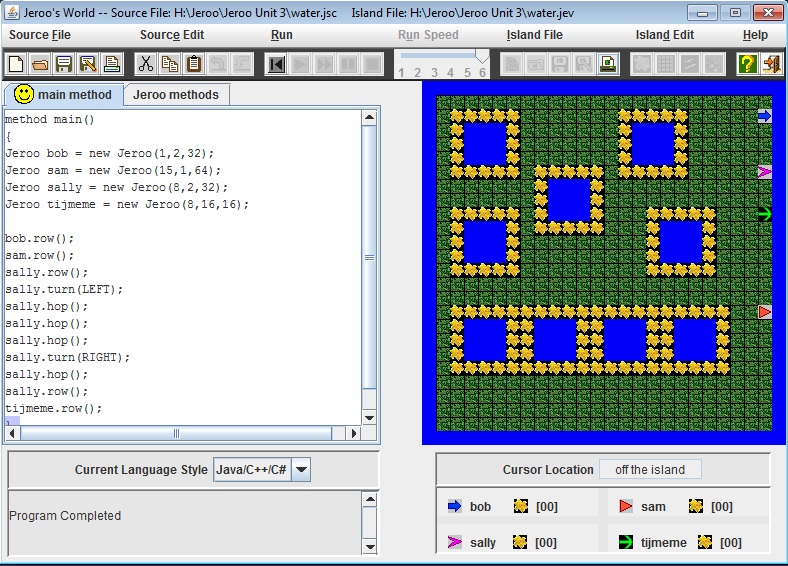 Jeroo's World -- Source File: H:\Jeroo\Jeroo Unit 3\water.jsc     Island File: H:\Jeroo\Jeroo Unit 3\water.jev
Source File   Source Edit   Run   Run Speed   Island File   Island Edit   Help
1 2 3 4 5 6
main method   Jeroo methods
method main()
{
Jeroo bob = new Jeroo(1,2,32);
Jeroo sam = new Jeroo(15,1,64);
Jeroo sally = new Jeroo(8,2,32);
Jeroo tijmeme = new Jeroo(8,16,16);
bob.row();
sam.row();
sally.row();
sally.turn(LEFT);
sally.hop();
sally.hop();
sally.hop();
sally.turn(RIGHT);
sally.hop();
sally.row();
tijmeme.row();
}
Current Language Style   Java/C++/C#
Program Completed
Cursor Location   off the island
bob   [00]   sam   [00]
sally   [00]   tijmeme   [00]